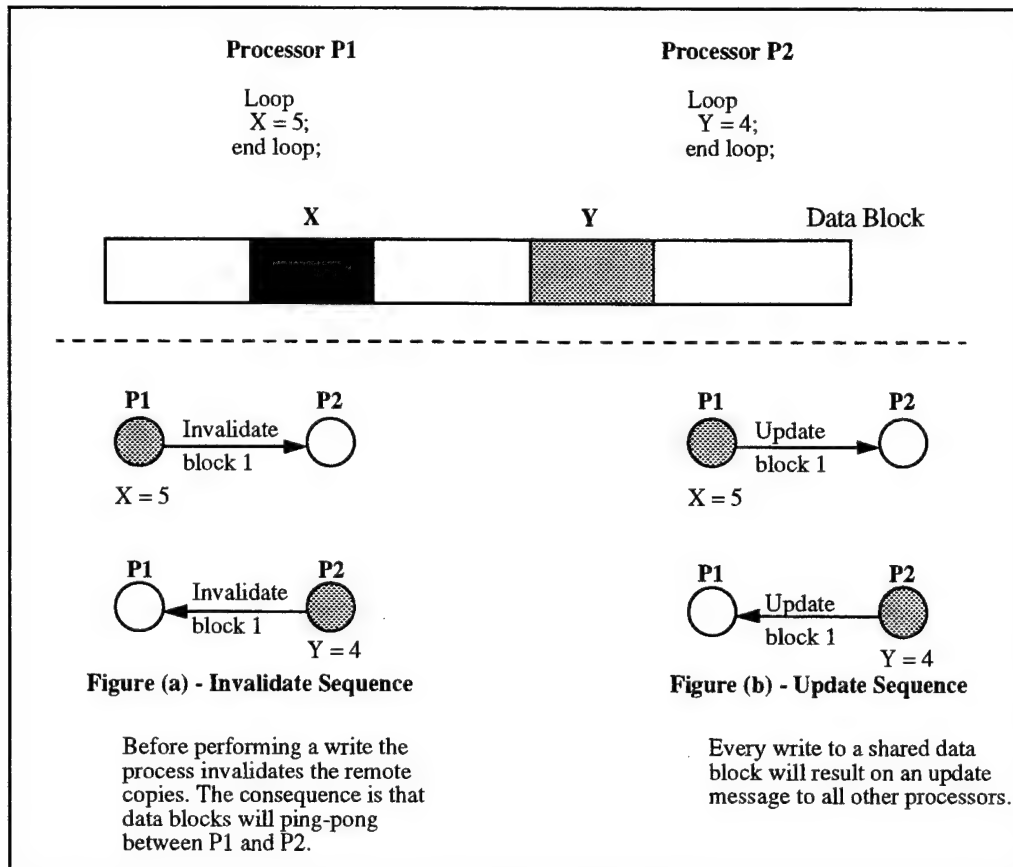 Processor P1
Processor P2
Loop
X = 5;
end loop;
Loop
Y = 4;
end loop;
X
Y
Data Block
P1
P2
Invalidate
block 1
X = 5
P1
P2
Update
block 1
X = 5
P1
P2
Invalidate
block 1
Y = 4
P1
P2
Update
block 1
Y = 4
Figure (a) - Invalidate Sequence
Figure (b) - Update Sequence
Before performing a write the
process invalidates the remote
copies. The consequence is that
data blocks will ping-pong
between P1 and P2.
Every write to a shared data
block will result on an update
message to all other processors.